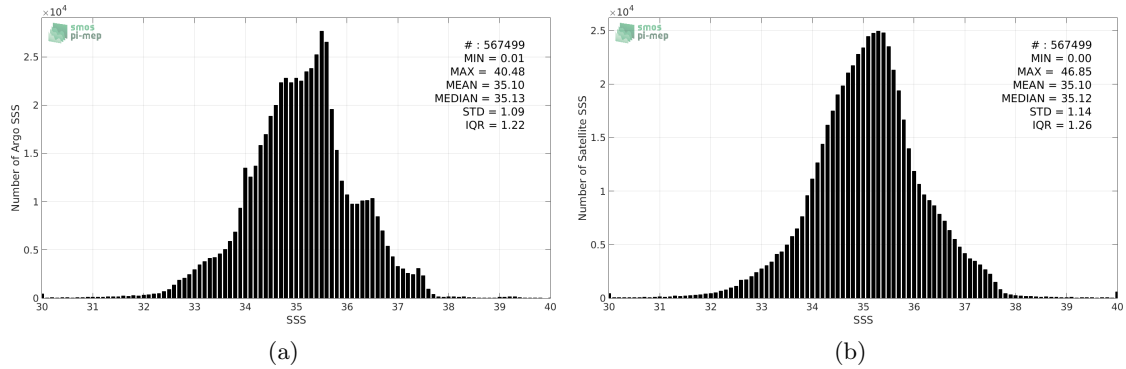 ×10⁴
smos
pi-mep
# : 567499
MIN = 0.01
MAX = 40.48
MEAN = 35.10
MEDIAN = 35.13
STD = 1.09
IQR = 1.22
Number of Argo SSS
2.5
2
1.5
1
0.5
0
30 31 32 33 34 35 36 37 38 39 40
SSS
(a)
×10⁴
smos
pi-mep
# : 567499
MIN = 0.00
MAX = 46.85
MEAN = 35.10
MEDIAN = 35.12
STD = 1.14
IQR = 1.26
Number of Satellite SSS
2.5
2
1.5
1
0.5
0
30 31 32 33 34 35 36 37 38 39 40
SSS
(b)